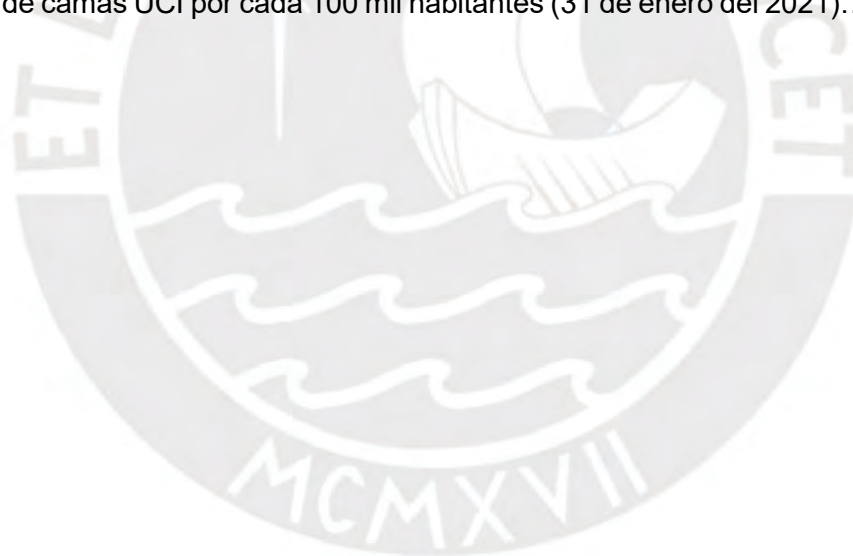 de camas UCI por cada 100 mil habitantes (31 de enero del 2021).
ET
CET
MCMXVII